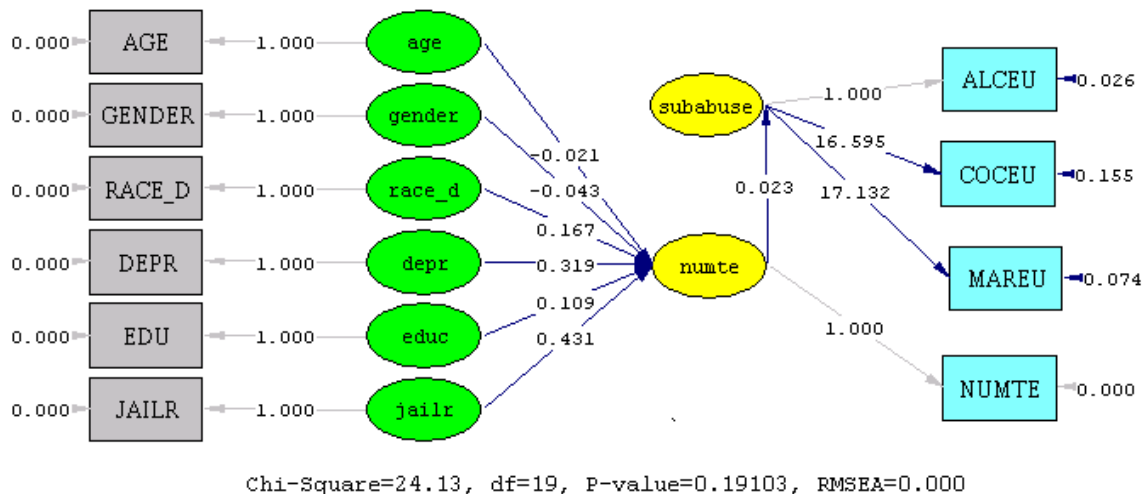 0.000 AGE 1.000 age
0.000 GENDER 1.000 gender
0.000 RACE_D 1.000 race_d
0.000 DEPR 1.000 depr
0.000 EDU 1.000 educ
0.000 JAILR 1.000 jailr
-0.021
-0.043
0.167
0.319
0.109
0.431
subabuse
0.023
numte
1.000
16.595
17.132
1.000
ALCEU 0.026
COCEU 0.155
MAREU 0.074
NUMTE 0.000
Chi-Square=24.13, df=19, P-value=0.19103, RMSEA=0.000